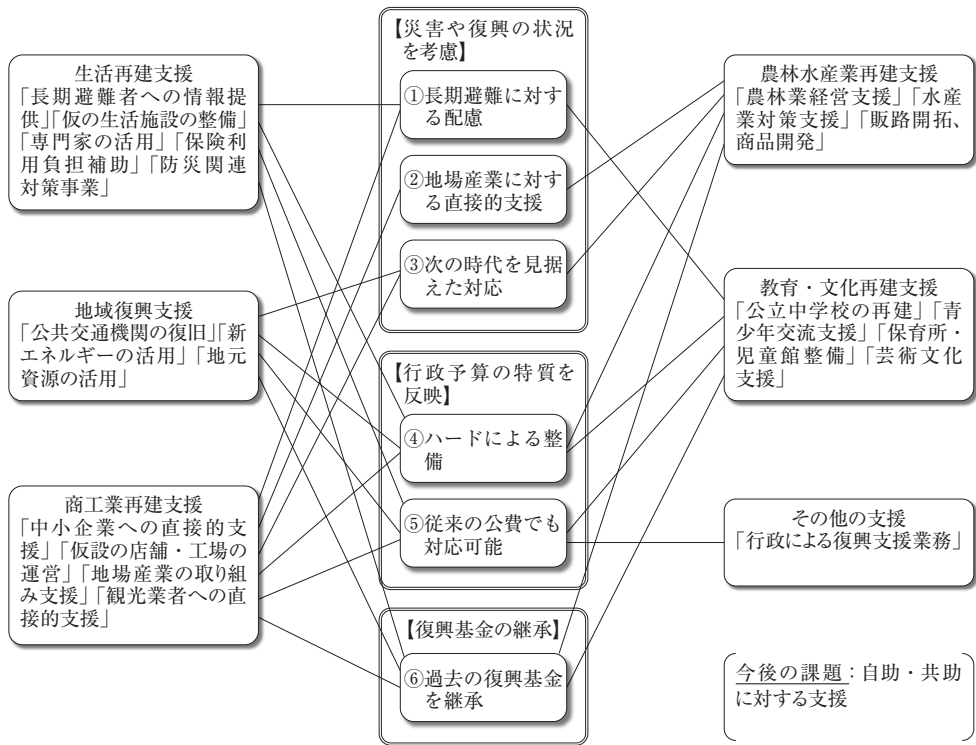 生活再建支援
「長期避難者への情報提
供」「仮の生活施設の整備」
「専門家の活用」「保険利
用負担補助」「防災関連
対策事業」
地域復興支援
「公共交通機関の復旧」「新
エネルギーの活用」「地元
資源の活用」
商工業再建支援
「中小企業への直接的支
援」「仮設の店舗・工場の
運営」「地場産業の取り組
み支援」「観光業者への直
接的支援」
【災害や復興の状況
を考慮】
①長期避難に対す
る配慮
②地場産業に対す
る直接的支援
③次の時代を見据
えた対応
【行政予算の特質を
反映】
④ハードによる整
備
⑤従来の公費でも
対応可能
【復興基金の継承】
⑥過去の復興基金
を継承
農林水産業再建支援
「農林業経営支援」「水産
業対策支援」「販路開拓、
商品開発」
教育・文化再建支援
「公立中学校の再建」「青
少年交流支援」「保育所・
児童館整備」「芸術文化
支援」
その他の支援
「行政による復興支援業務」
今後の課題：自助・共助
に対する支援